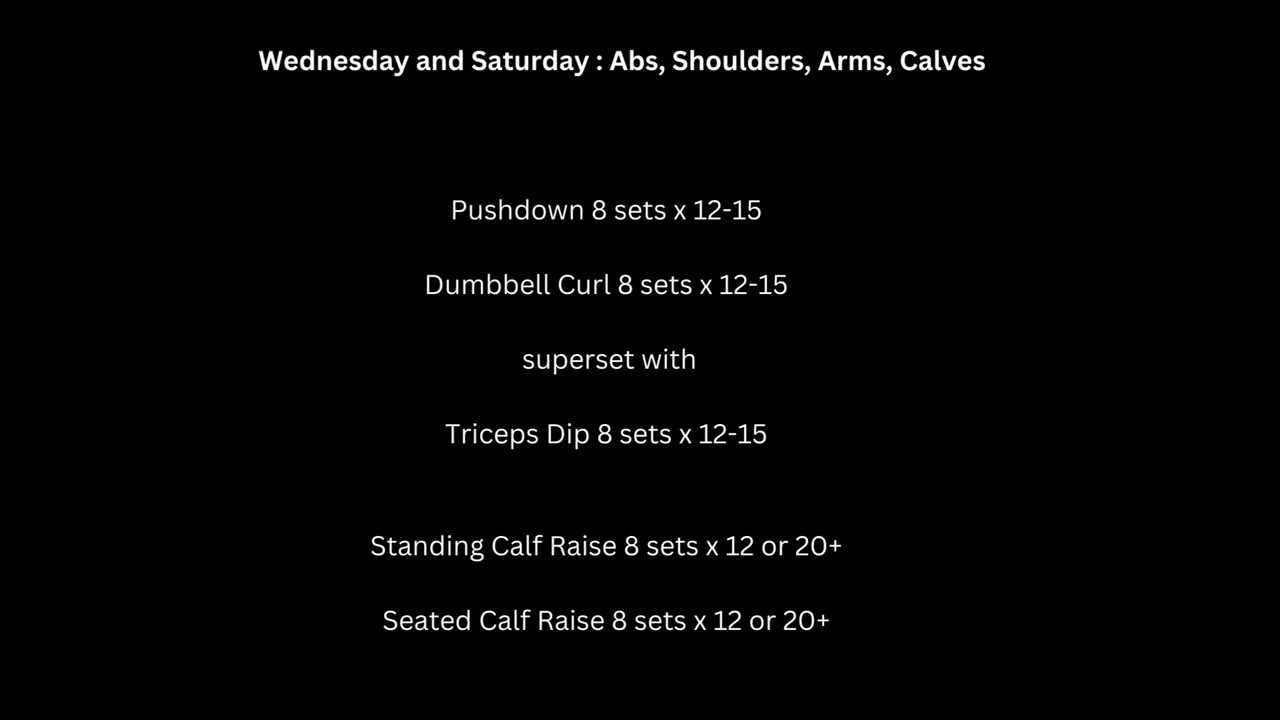 Wednesday and Saturday : Abs, Shoulders, Arms, Calves
Pushdown 8 sets x 12-15
Dumbbell Curl 8 sets x 12-15
superset with
Triceps Dip 8 sets x 12-15
Standing Calf Raise 8 sets x 12 or 20+
Seated Calf Raise 8 sets x 12 or 20+